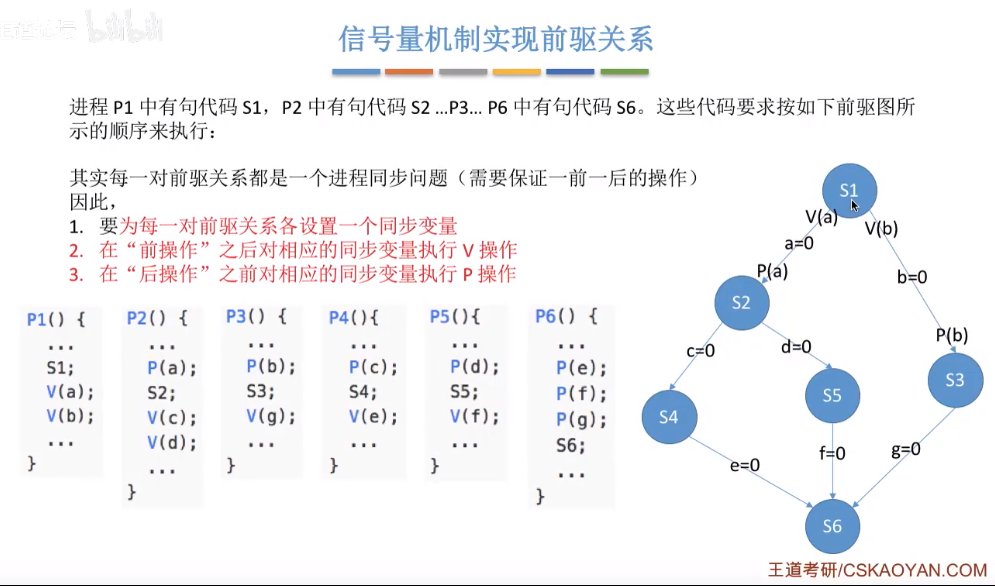 bilibili
信号量机制实现前驱关系
进程 P1 中有句代码 S1，P2 中有句代码 S2 ...P3... P6 中有句代码 S6。这些代码要求按如下前驱图所
示的顺序来执行：
其实每一对前驱关系都是一个进程同步问题（需要保证一前一后的操作）
因此，
1. 要为每一对前驱关系各设置一个同步变量
2. 在“前操作”之后对相应的同步变量执行 V 操作
3. 在“后操作”之前对相应的同步变量执行 P 操作
P1() {
...
S1;
V(a);
V(b);
...
}
P2() {
...
P(a);
S2;
V(c);
V(d);
...
}
P3() {
...
P(b);
S3;
V(g);
...
}
P4(){
...
P(c);
S4;
V(e);
...
}
P5(){
...
P(d);
S5;
V(f);
...
}
P6() {
...
P(e);
P(f);
P(g);
S6;
...
}
S1
V(a)
V(b)
a=0
P(a)
b=0
S2
P(b)
c=0
d=0
S3
S5
S4
f=0
g=0
e=0
S6
王道考研/CSKAOYAN.COM